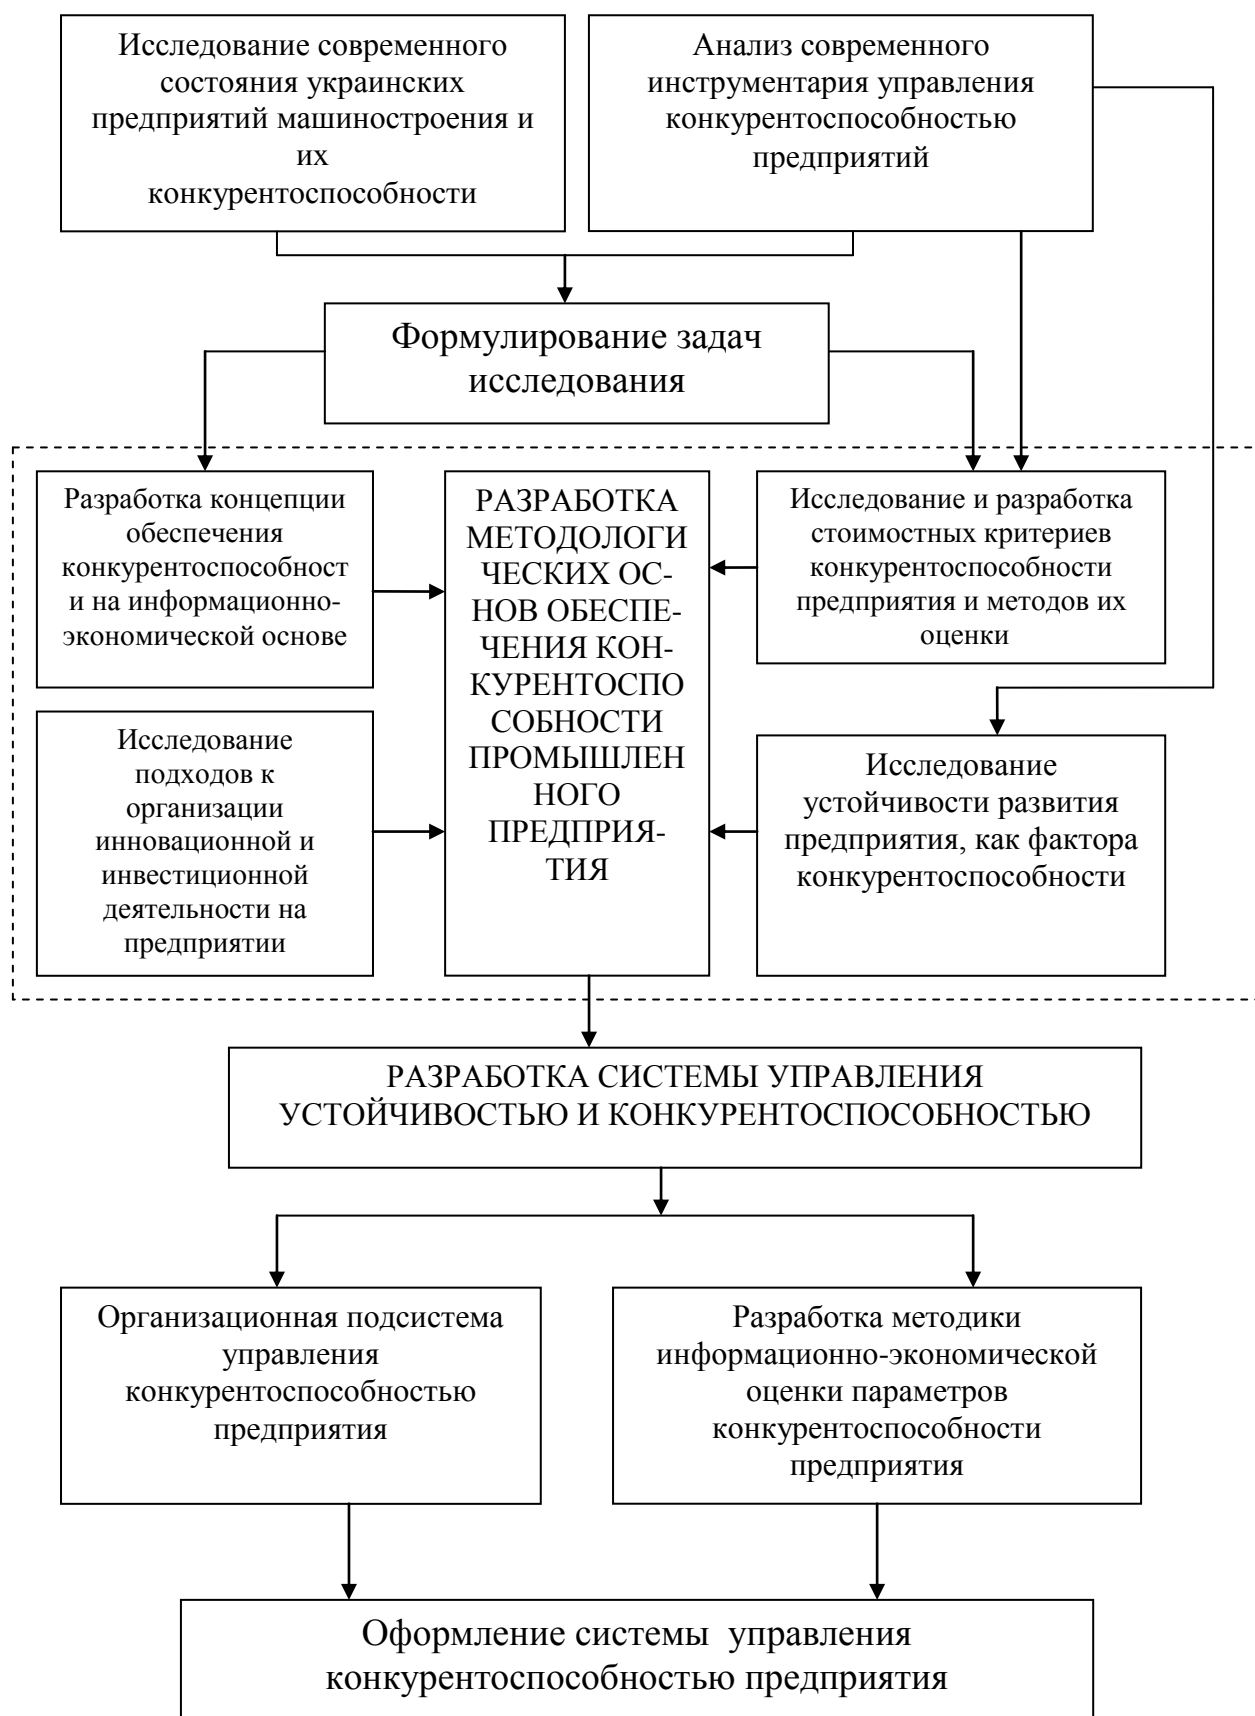 Исследование современного
состояния украинских
предприятий машиностроения и
их
конкурентоспособности
Анализ современного
инструментария управления
конкурентоспособностью
предприятий
Формулирование задач
исследования
Разработка концепции
обеспечения
конкурентоспособност
и на информационно-
экономической основе
РАЗРАБОТКА
МЕТОДОЛОГИ
ЧЕСКИХ ОС-
НОВ ОБЕСПЕ-
ЧЕНИЯ КОН-
КУРЕНТОСПО
СОБНОСТИ
ПРОМЫШЛЕН
НОГО
ПРЕДПРИЯ-
ТИЯ
Исследование и разработка
стоимостных критериев
конкурентоспособности
предприятия и методов их
оценки
Исследование
подходов к
организации
инновационной и
инвестиционной
деятельности на
предприятии
Исследование
устойчивости развития
предприятия, как фактора
конкурентоспособности
РАЗРАБОТКА СИСТЕМЫ УПРАВЛЕНИЯ
УСТОЙЧИВОСТЬЮ И КОНКУРЕНТОСПОСОБНОСТЬЮ
Организационная подсистема
управления
конкурентоспособностью
предприятия
Разработка методики
информационно-экономической
оценки параметров
конкурентоспособности
предприятия
Оформление системы  управления
конкурентоспособностью предприятия